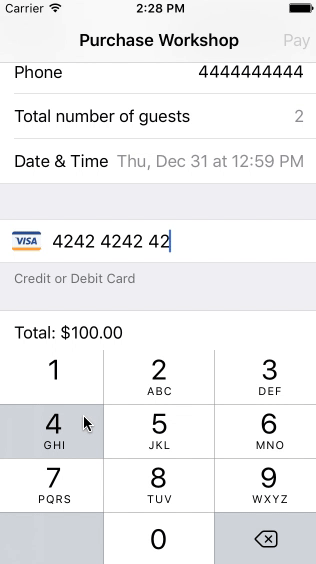 Carrier 2:28 PM
Purchase Workshop Pay
Phone 4444444444
Total number of guests 2
Date & Time Thu, Dec 31 at 12:59 PM
VISA 4242 4242 42
Credit or Debit Card
Total: $100.00
1 2 3
ABC DEF
4 5 6
GHI JKL MNO
7 8 9
PQRS TUV WXYZ
0